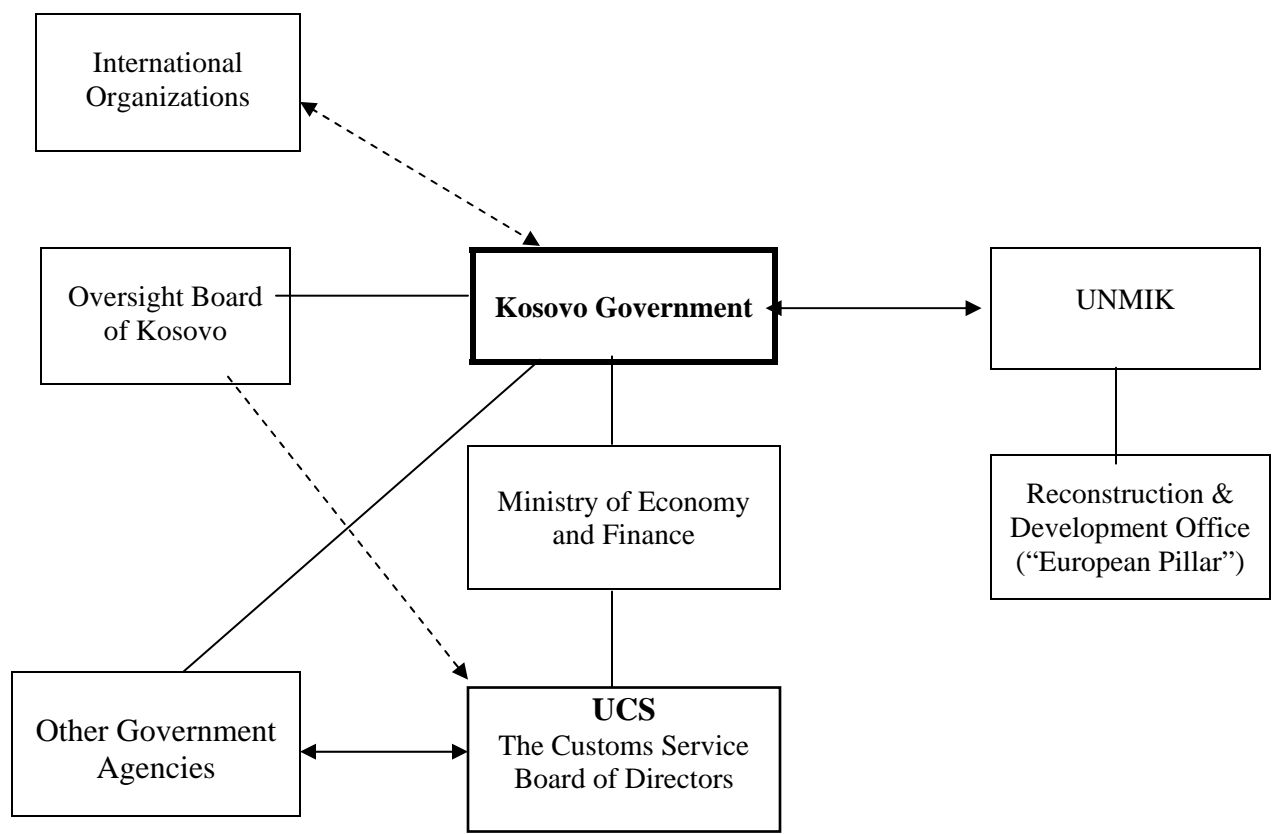 International
Organizations
Oversight Board
of Kosovo
Kosovo Government
UNMIK
Ministry of Economy
and Finance
Reconstruction &
Development Office
(“European Pillar”)
Other Government
Agencies
UCS
The Customs Service
Board of Directors